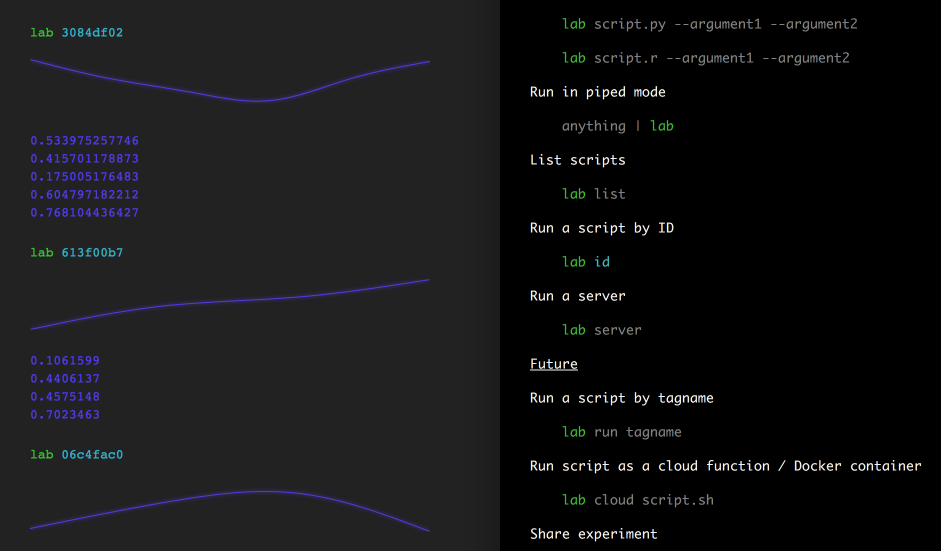 lab 3084df02
0.533975257746
0.415701178873
0.175005176483
0.604797182212
0.768104436427
lab 613f00b7
0.1061599
0.4406137
0.4575148
0.7023463
lab 06c4fac0
lab script.py --argument1 --argument2
lab script.r --argument1 --argument2
Run in piped mode
anything | lab
List scripts
lab list
Run a script by ID
lab id
Run a server
lab server
Future
Run a script by tagname
lab run tagname
Run script as a cloud function / Docker container
lab cloud script.sh
Share experiment